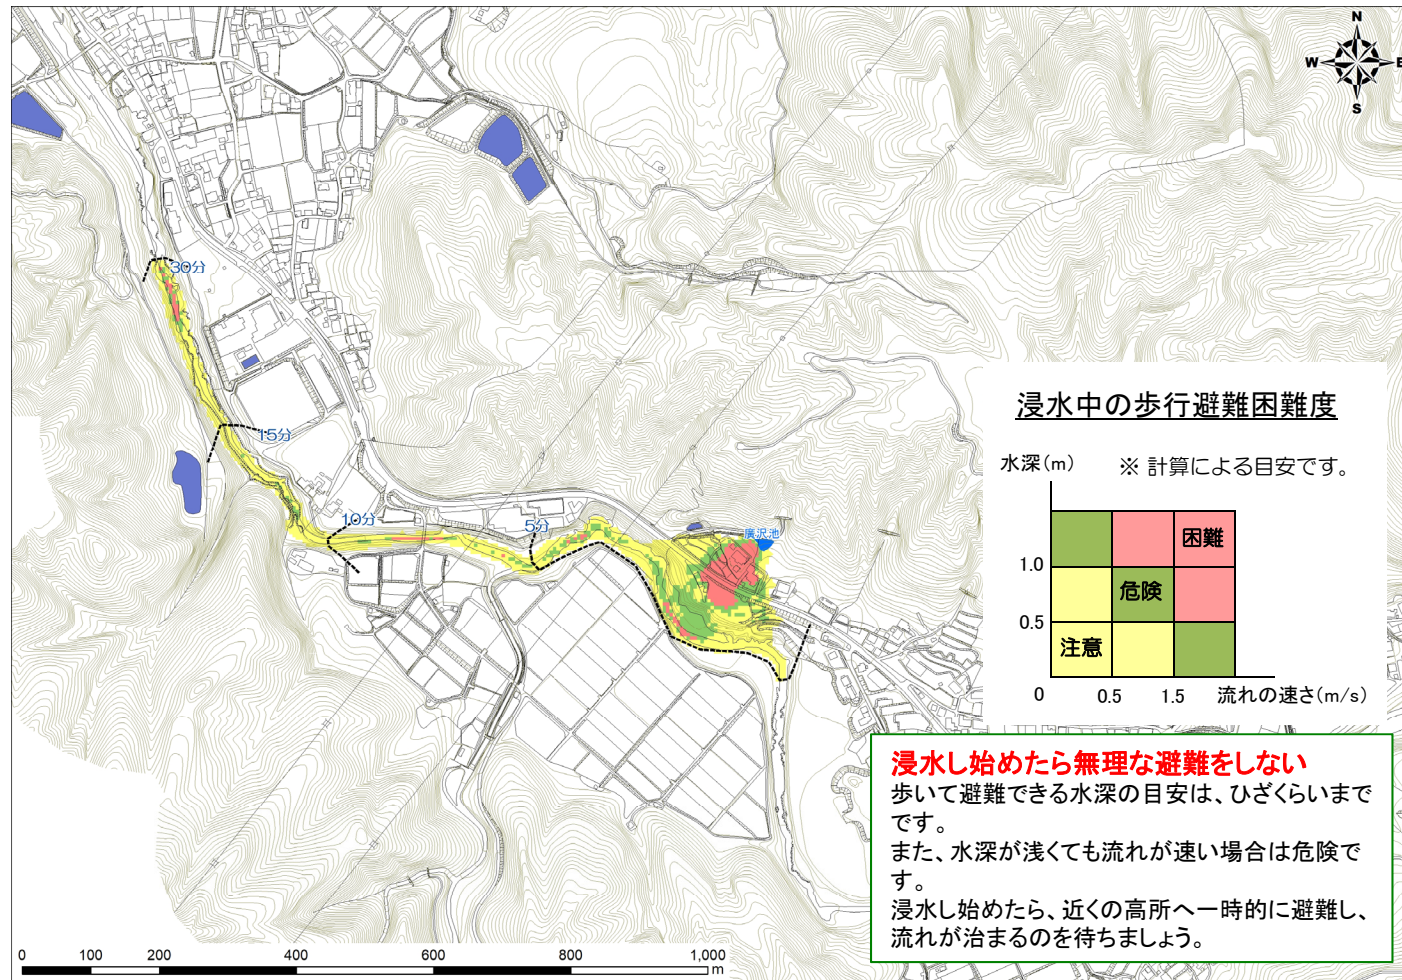 N
W E
S
30分
15分
10分
5分
廣沢池
浸水中の歩行避難困難度
水深(m) ※ 計算による目安です。
困難
1.0
危険
0.5
注意
0 0.5 1.5 流れの速さ(m/s)
浸水し始めたら無理な避難をしない
歩いて避難できる水深の目安は、ひざくらいまで
です。
また、水深が浅くても流れが速い場合は危険で
す。
浸水し始めたら、近くの高所へ一時的に避難し、
流れが治まるのを待ちましょう。
0 100 200 400 600 800 1,000
m